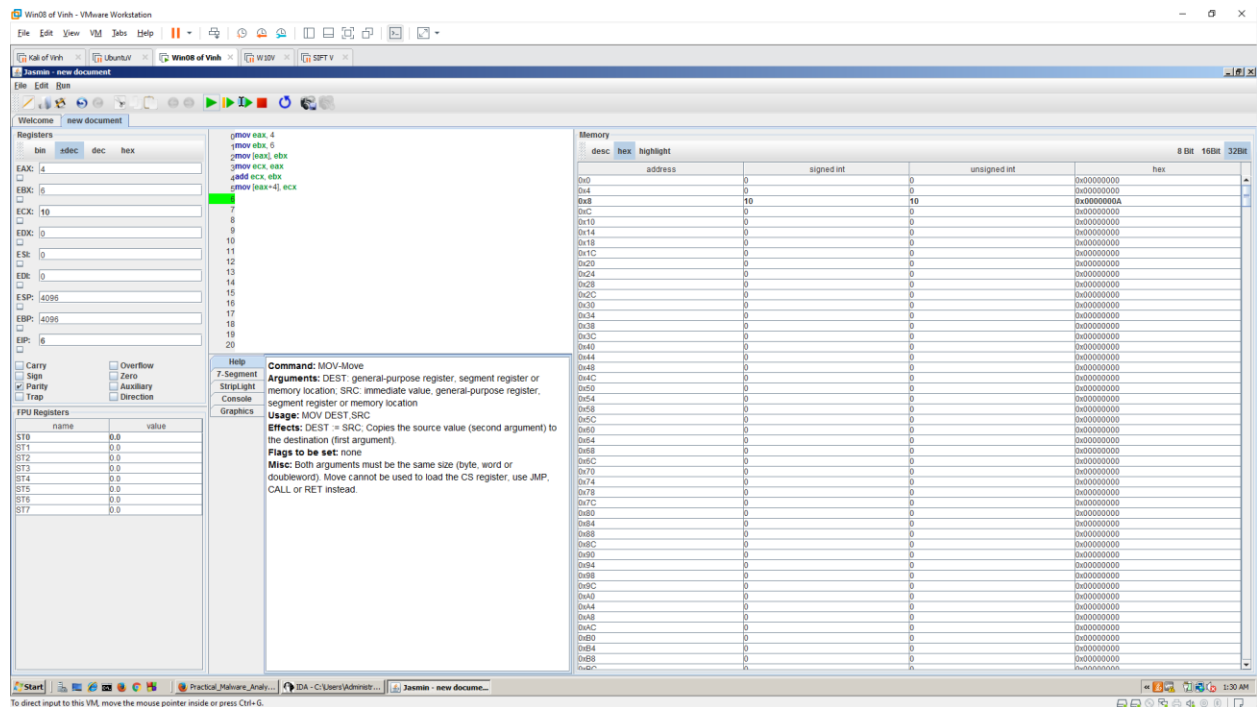 Win08 of Vinh - VMware Workstation
File Edit View VM Tabs Help
Kali of Vinh
UbuntuV
Win08 of Vinh
W10V
SIFT V
Jasmin - new document
File Edit Run
Welcome new document
Registers
bin ±dec dec hex
EAX: 4
EBX: 6
ECX: 10
EDX: 0
ESI: 0
EDI: 0
ESP: 4096
EBP: 4096
EIP: 6
Carry Overflow
Sign Zero
Parity Auxiliary
Trap Direction
FPU Registers
name value
ST0 0.0
ST1 0.0
ST2 0.0
ST3 0.0
ST4 0.0
ST5 0.0
ST6 0.0
ST7 0.0
0 mov eax, 4
1 mov ebx, 6
2 mov [eax], ebx
3 mov ecx, eax
4 add ecx, ebx
5 mov [eax+4], ecx
6
7
8
9
10
11
12
13
14
15
16
17
18
19
20
Help
7-Segment
StripLight
Console
Graphics
Command: MOV-Move
Arguments: DEST: general-purpose register, segment register or
memory location; SRC: immediate value, general-purpose register,
segment register or memory location
Usage: MOV DEST,SRC
Effects: DEST := SRC; Copies the source value (second argument) to
the destination (first argument).
Flags to be set: none
Misc: Both arguments must be the same size (byte, word or
doubleword). Move cannot be used to load the CS register, use JMP,
CALL or RET instead.
Memory
desc hex highlight 8 Bit 16Bit 32Bit
address signed int unsigned int hex
0x0 0 0 0x00000000
0x4 0 0 0x00000000
0x8 10 10 0x0000000A
0xC 0 0 0x00000000
0x10 0 0 0x00000000
0x14 0 0 0x00000000
0x18 0 0 0x00000000
0x1C 0 0 0x00000000
0x20 0 0 0x00000000
0x24 0 0 0x00000000
0x28 0 0 0x00000000
0x2C 0 0 0x00000000
0x30 0 0 0x00000000
0x34 0 0 0x00000000
0x38 0 0 0x00000000
0x3C 0 0 0x00000000
0x40 0 0 0x00000000
0x44 0 0 0x00000000
0x48 0 0 0x00000000
0x4C 0 0 0x00000000
0x50 0 0 0x00000000
0x54 0 0 0x00000000
0x58 0 0 0x00000000
0x5C 0 0 0x00000000
0x60 0 0 0x00000000
0x64 0 0 0x00000000
0x68 0 0 0x00000000
0x6C 0 0 0x00000000
0x70 0 0 0x00000000
0x74 0 0 0x00000000
0x78 0 0 0x00000000
0x7C 0 0 0x00000000
0x80 0 0 0x00000000
0x84 0 0 0x00000000
0x88 0 0 0x00000000
0x8C 0 0 0x00000000
0x90 0 0 0x00000000
0x94 0 0 0x00000000
0x98 0 0 0x00000000
0x9C 0 0 0x00000000
0xA0 0 0 0x00000000
0xA4 0 0 0x00000000
0xA8 0 0 0x00000000
0xAC 0 0 0x00000000
0xB0 0 0 0x00000000
0xB4 0 0 0x00000000
0xB8 0 0 0x00000000
Start
Practical_Malware_Analy...
IDA - C:\Users\Administr...
Jasmin - new docume...
1:30 AM
To direct input to this VM, move the mouse pointer inside or press Ctrl+G.